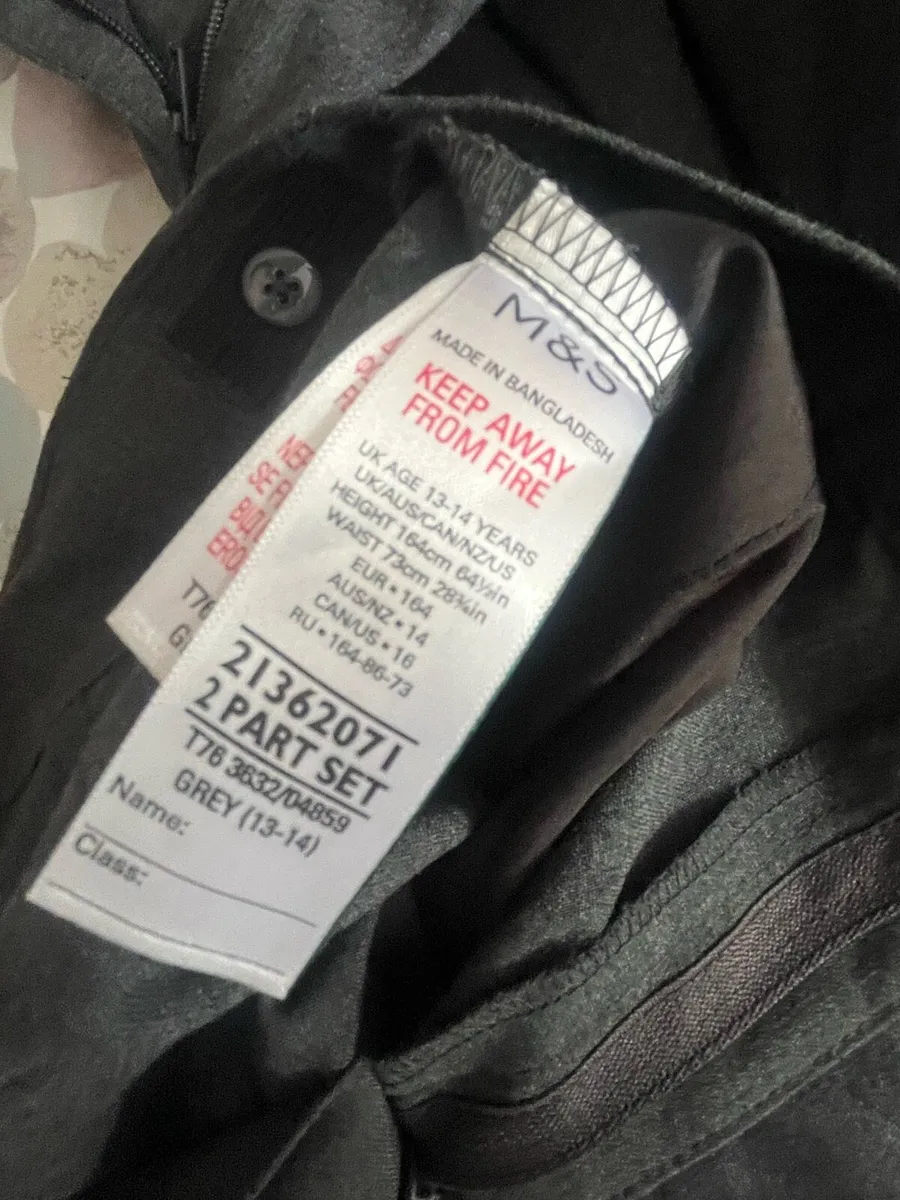 M&S
MADE IN BANGLADESH
KEEP AWAY
FROM FIRE
UK AGE 13-14 YEARS
UK/AUS/CAN/NZ/US
HEIGHT 164cm 64½in
WAIST 73cm 28¾in
EUR • 164
AUS/NZ • 14
CAN/US • 16
RU • 164-86-73
21362071
2 PART SET
T76 3632/04859
GREY (13-14)
Name:
Class:
T76